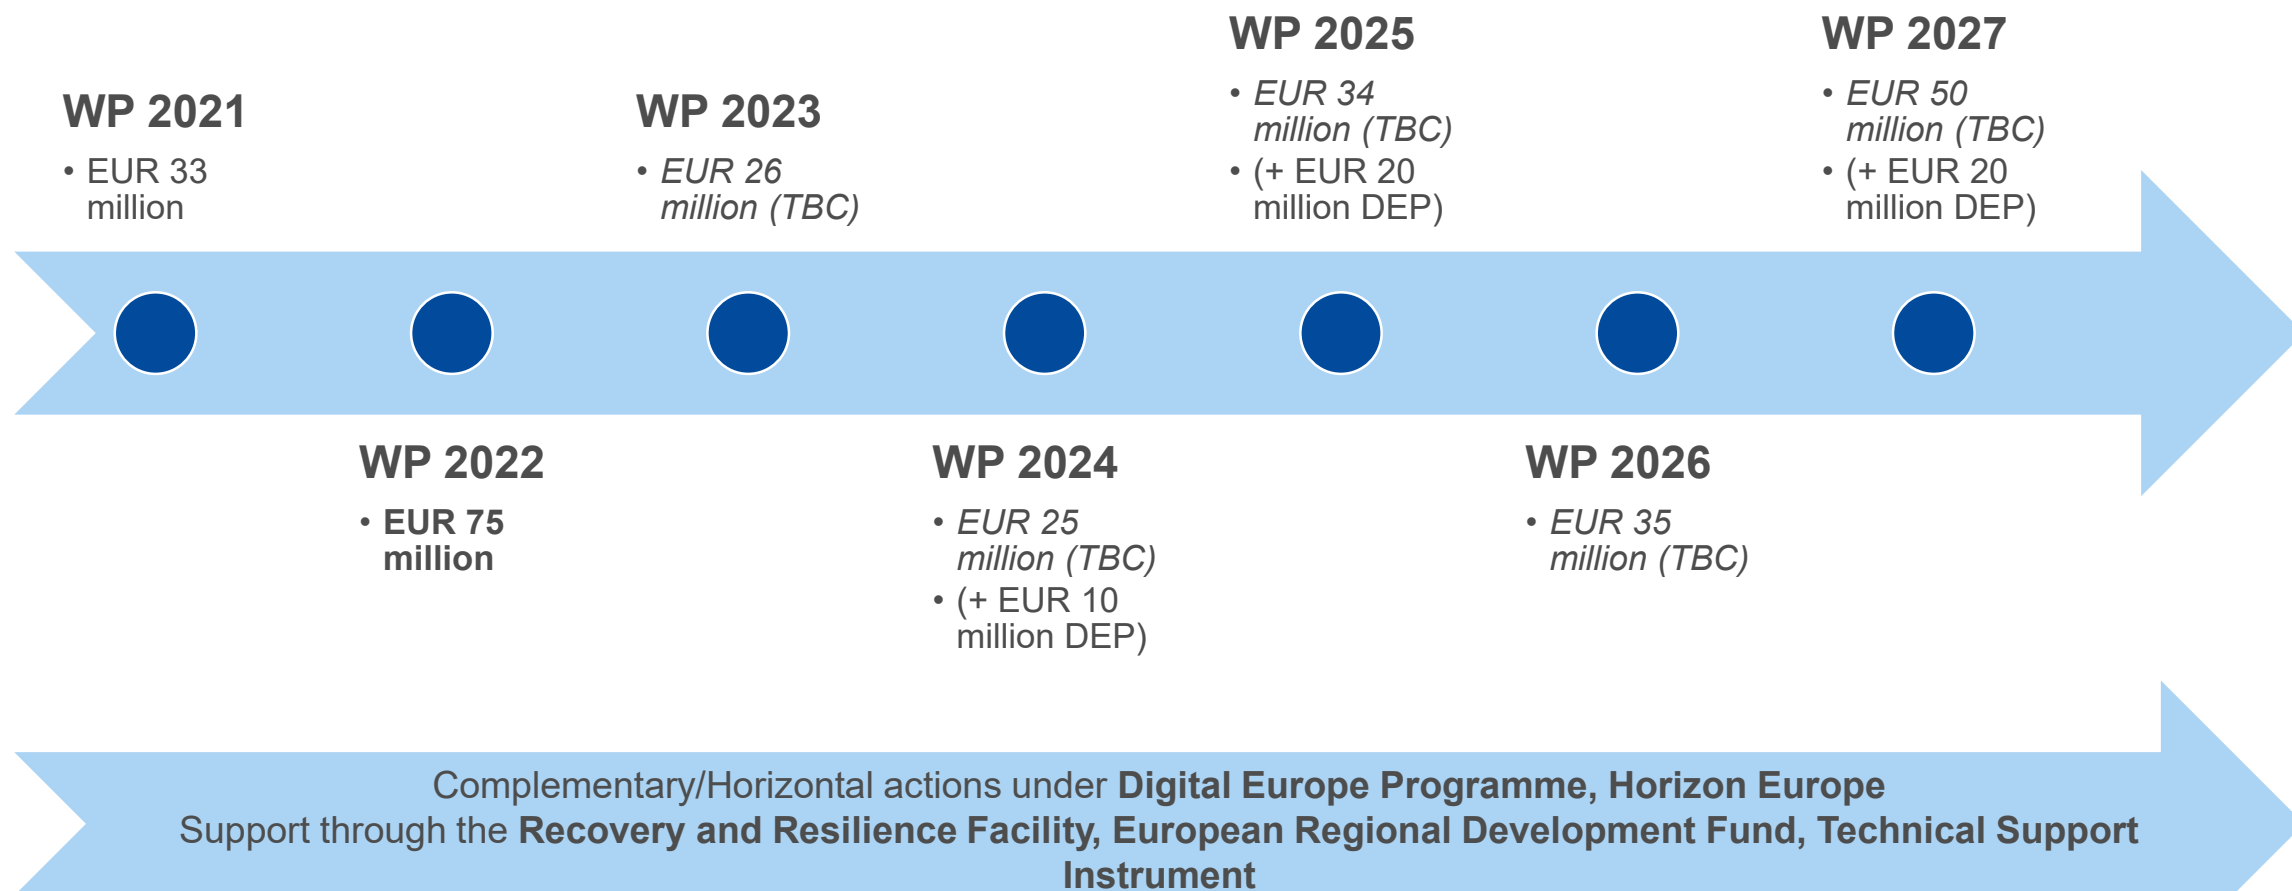 WP 2021
• EUR 33
million
WP 2022
• EUR 75
million
WP 2023
• EUR 26
million (TBC)
WP 2024
• EUR 25
million (TBC)
• (+ EUR 10
million DEP)
WP 2025
• EUR 34
million (TBC)
• (+ EUR 20
million DEP)
WP 2026
• EUR 35
million (TBC)
WP 2027
• EUR 50
million (TBC)
• (+ EUR 20
million DEP)
Complementary/Horizontal actions under Digital Europe Programme, Horizon Europe
Support through the Recovery and Resilience Facility, European Regional Development Fund, Technical Support
Instrument